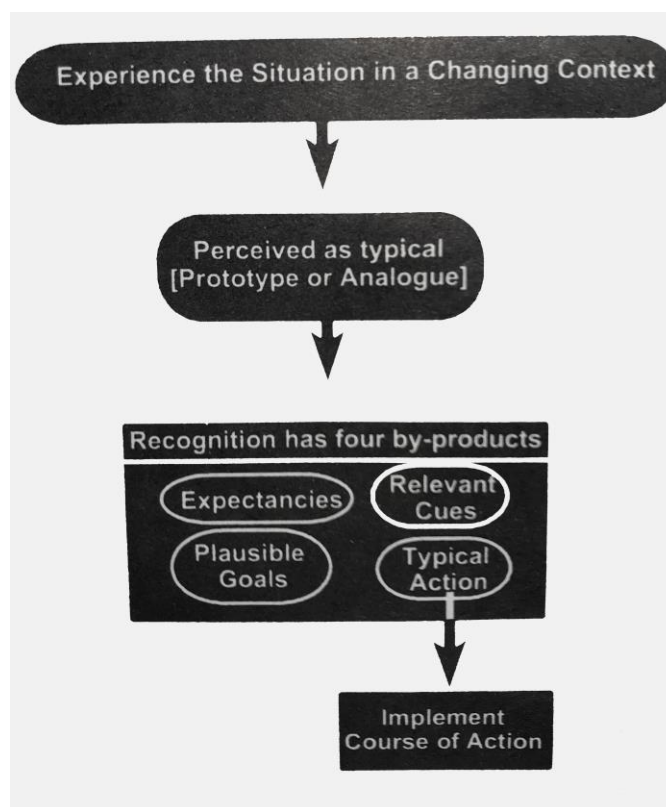 Experience the Situation in a Changing Context
Perceived as typical
[Prototype or Analogue]
Recognition has four by-products
Expectancies
Relevant
Cues
Plausible
Goals
Typical
Action
Implement
Course of Action